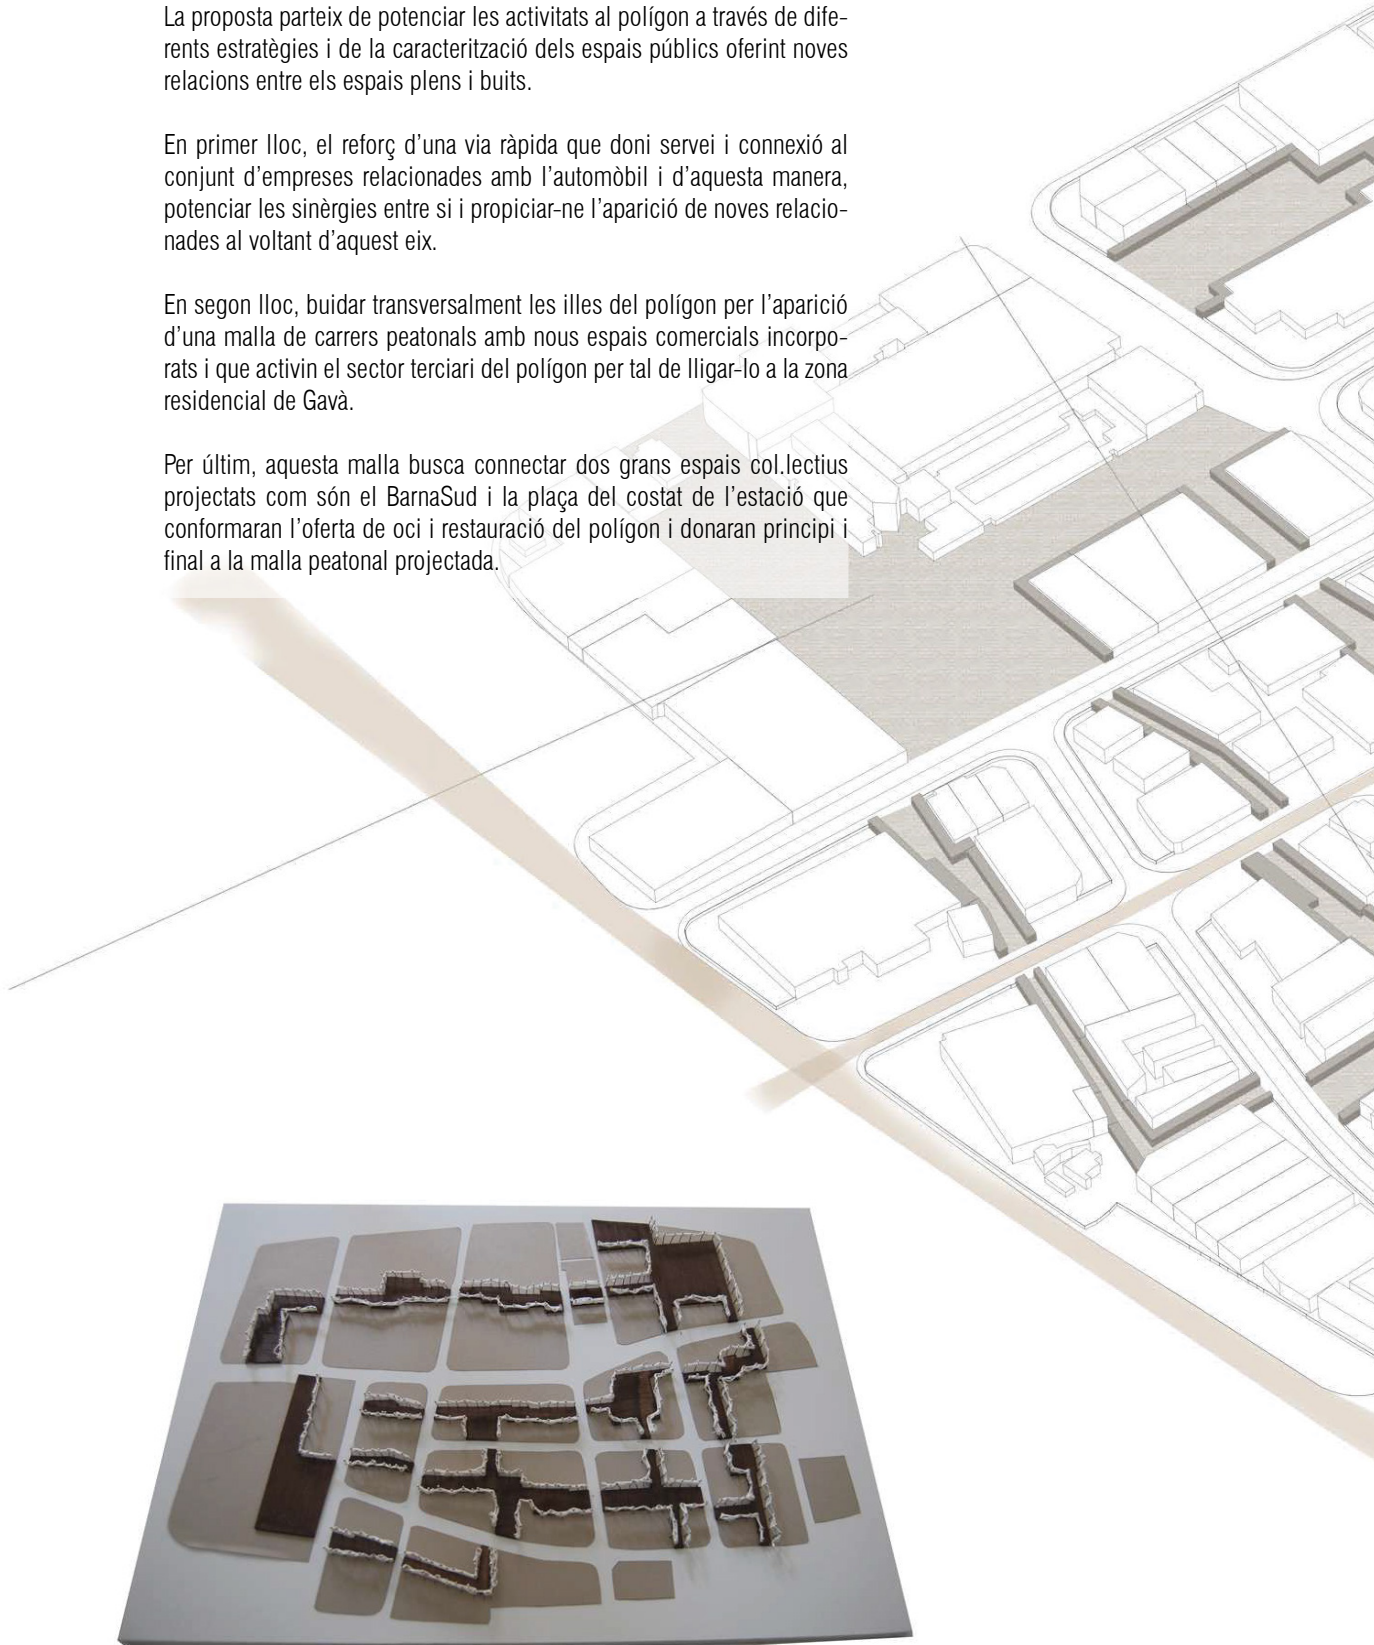 La proposta parteix de potenciar les activitats al polígon a través de dife-
rents estratègies i de la caracterització dels espais públics oferint noves
relacions entre els espais plens i buits.
En primer lloc, el reforç d'una via ràpida que doni servei i connexió al
conjunt d'empreses relacionades amb l'automòbil i d'aquesta manera,
potenciar les sinèrgies entre si i propiciar-ne l'aparició de noves relacio-
nades al voltant d'aquest eix.
En segon lloc, buidar transversalment les illes del polígon per l'aparició
d'una malla de carrers peatonals amb nous espais comercials incorpo-
rats i que activin el sector terciari del polígon per tal de lligar-lo a la zona
residencial de Gavà.
Per últim, aquesta malla busca connectar dos grans espais col.lectius
projectats com són el BarnaSud i la plaça del costat de l'estació que
conformaran l'oferta de oci i restauració del polígon i donaran principi i
final a la malla peatonal projectada.